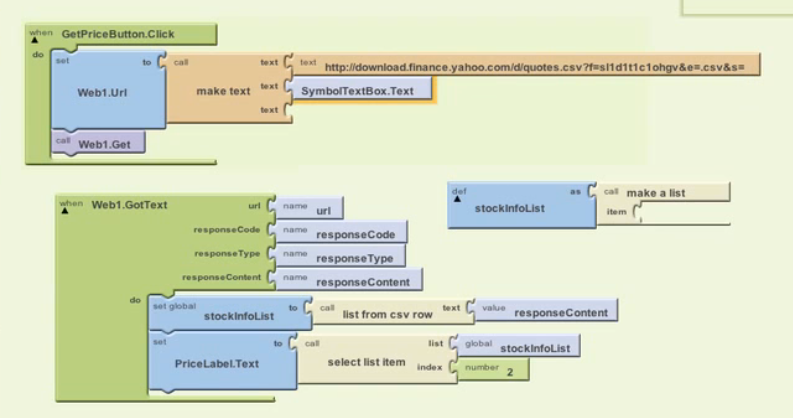 when GetPriceButton.Click
do set to call text text http://download.finance.yahoo.com/d/quotes.csv?f=sl1d1t1c1ohgv&e=.csv&s=
Web1.Url make text text SymbolTextBox.Text
text
call Web1.Get
def as call make a list
stockInfoList item
when Web1.GotText url name url
responseCode name responseCode
responseType name responseType
responseContent name responseContent
do set global to call text value
stockInfoList list from csv row responseContent
set to call list global stockInfoList
PriceLabel.Text select list item index number 2